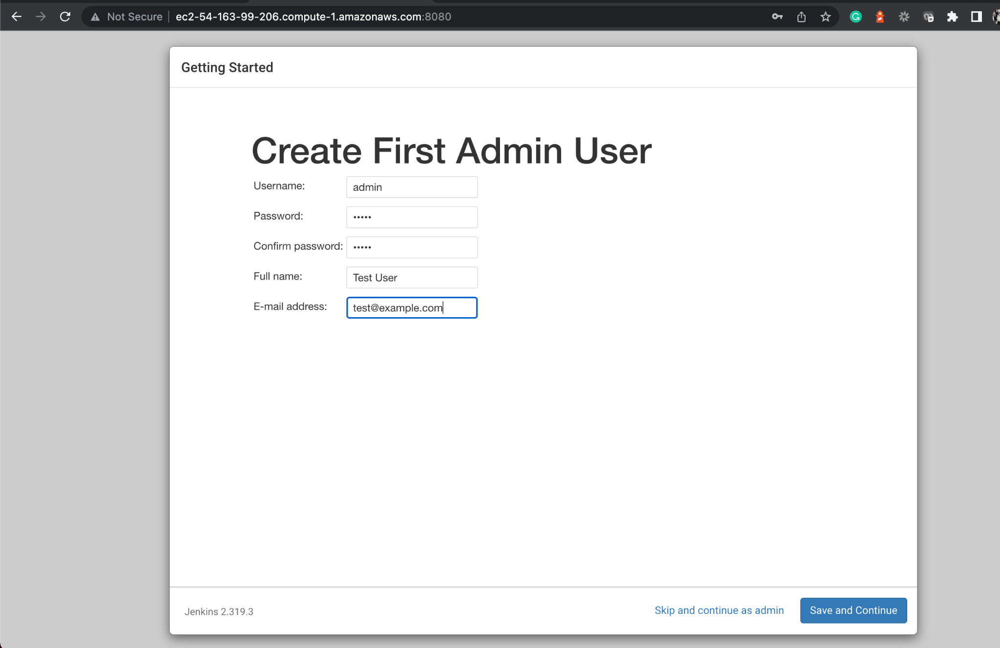 Not Secure ec2-54-163-99-206.compute-1.amazonaws.com:8080
Getting Started
Create First Admin User
Username: admin
Password: •••••
Confirm password: •••••
Full name: Test User
E-mail address: test@example.com
Jenkins 2.319.3 Skip and continue as admin Save and Continue